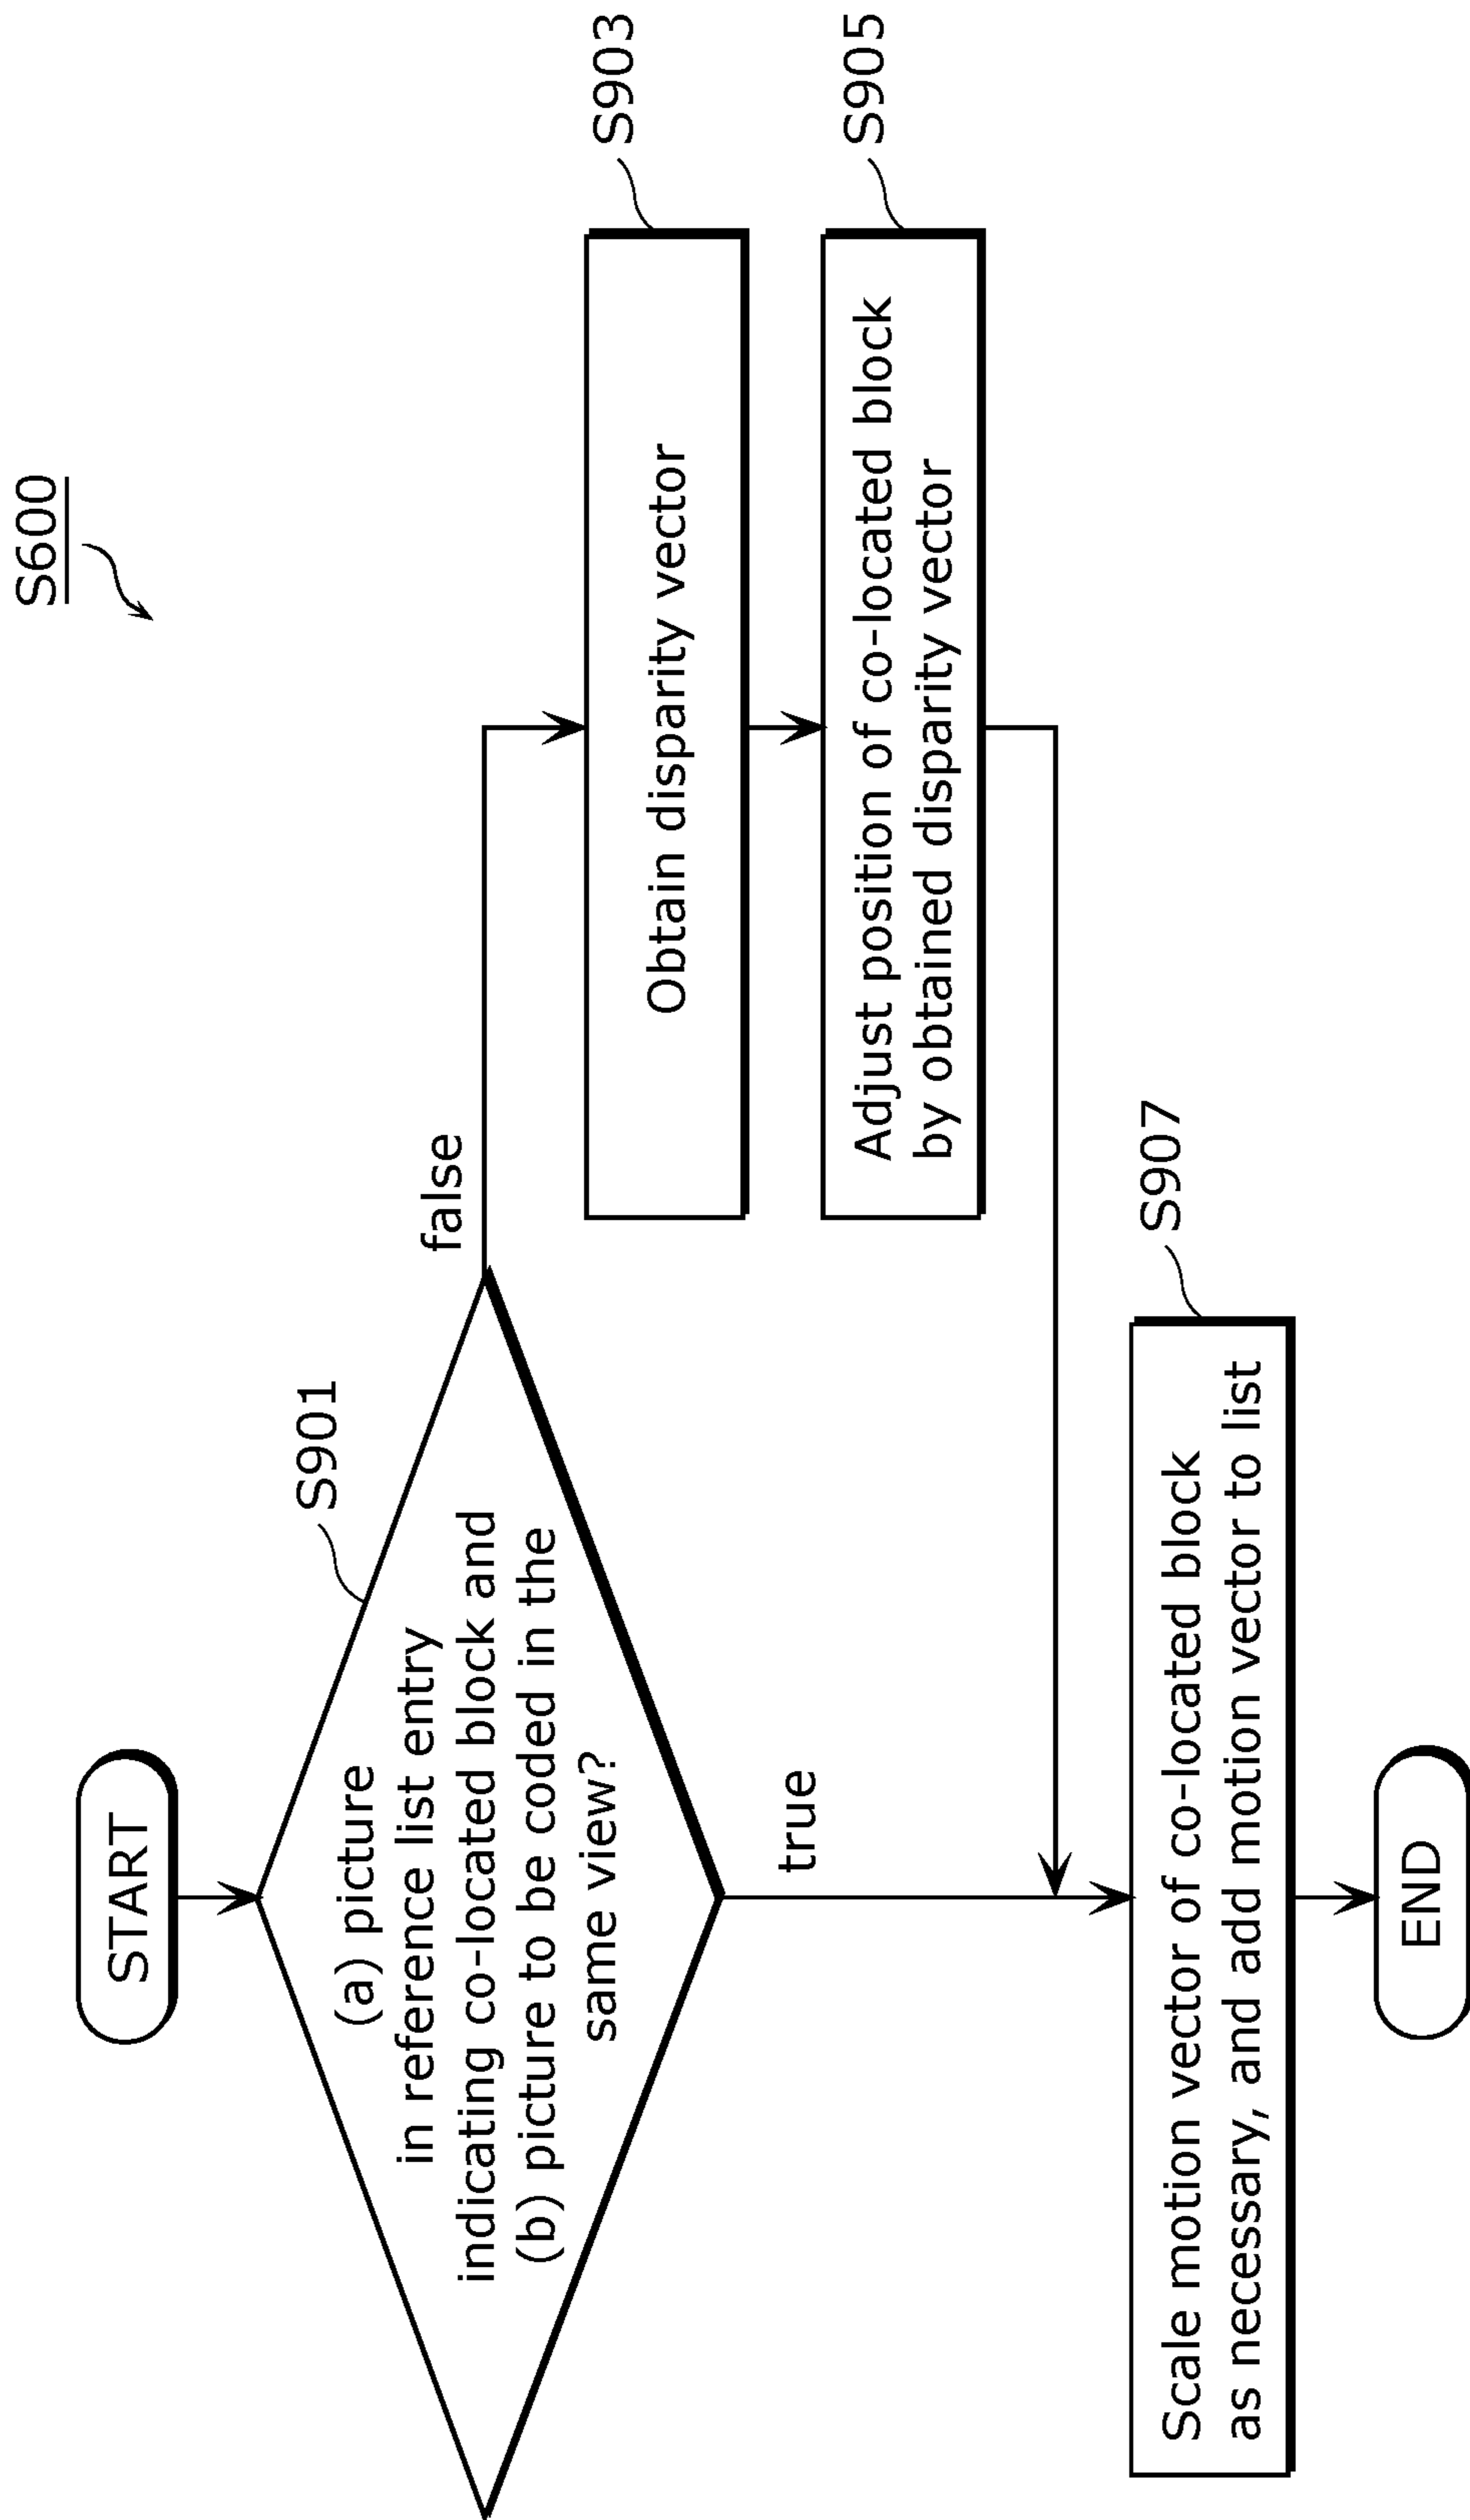 S600
START
S901
(a) picture
in reference list entry
indicating co-located block and
(b) picture to be coded in the
same view?
false
S903
Obtain disparity vector
S905
Adjust position of co-located block
by obtained disparity vector
true
S907
Scale motion vector of co-located block
as necessary, and add motion vector to list
END